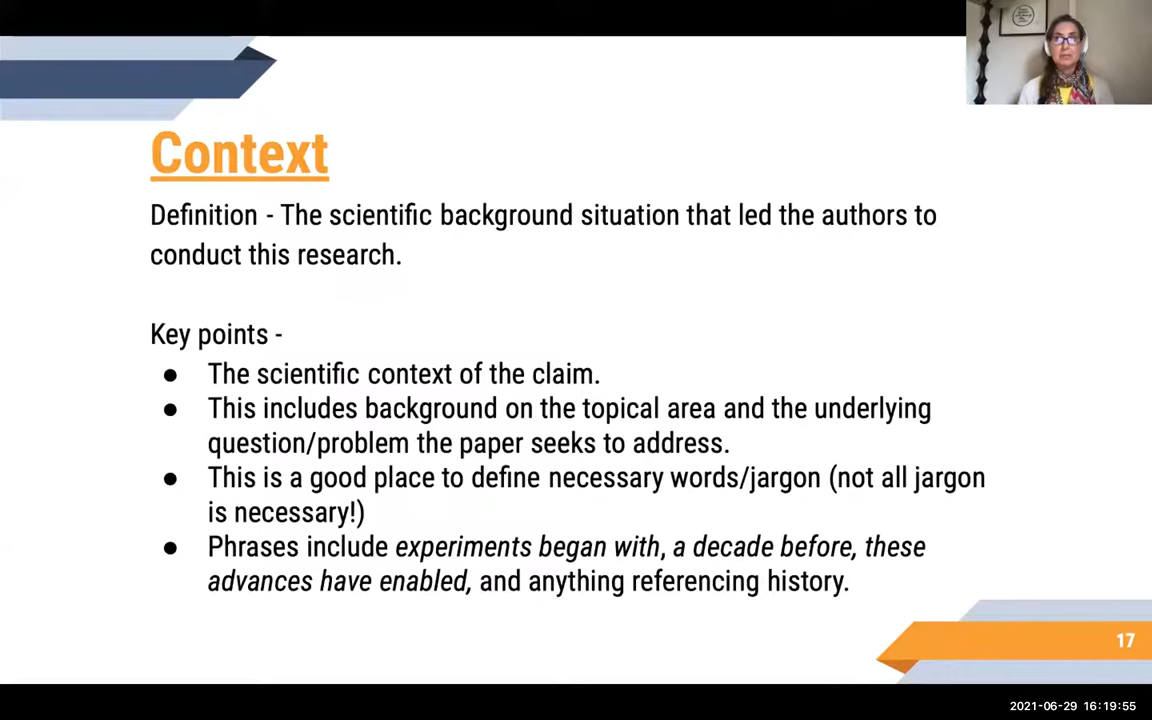 Context
Definition - The scientific background situation that led the authors to
conduct this research.
Key points -
● The scientific context of the claim.
● This includes background on the topical area and the underlying
question/problem the paper seeks to address.
● This is a good place to define necessary words/jargon (not all jargon
is necessary!)
● Phrases include experiments began with, a decade before, these
advances have enabled, and anything referencing history.
17
2021-06-29 16:19:55